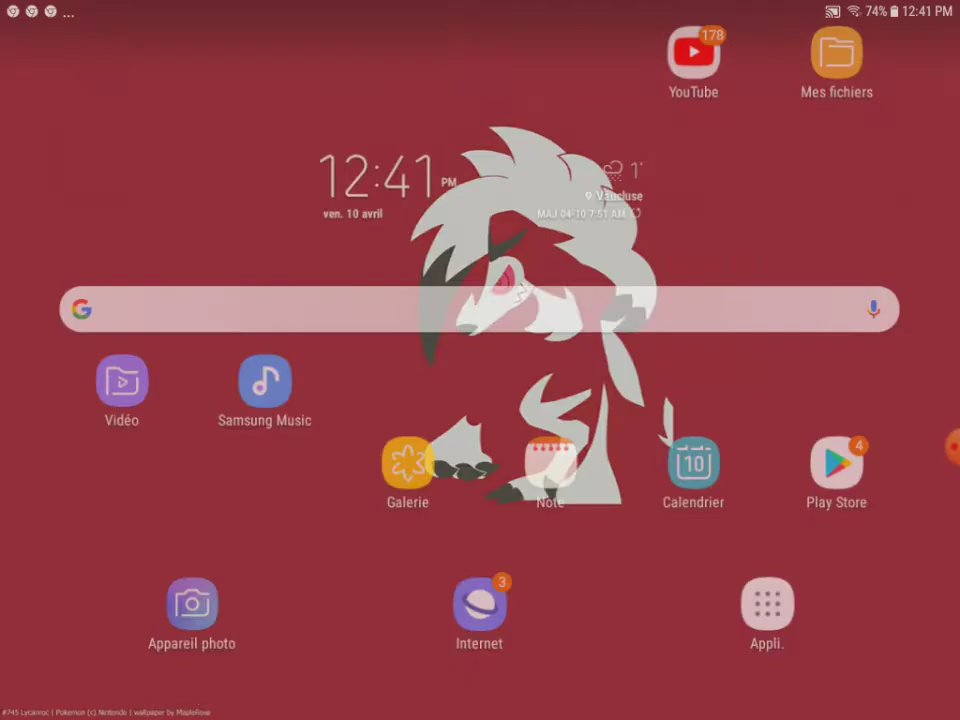 ... 74% 12:41 PM
178
YouTube Mes fichiers
12:41 PM 1°
Vaucluse
ven. 10 avril MAJ 04-10 7:51 AM
G
Vidéo Samsung Music
10 4
Galerie Note Calendrier Play Store
3
Appareil photo Internet Appli.
#745 Lycanroc | Pokemon (c) Nintendo | wallpaper by MapleRose